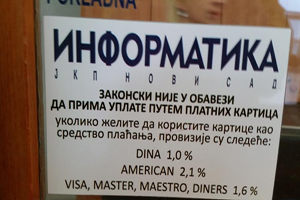 РОКЛАДНА
ИНФОРМАТИКА
ЈКП НОВИ САД
ЗАКОНСКИ НИЈЕ У ОБАВЕЗИ
ДА ПРИМА УПЛАТЕ ПУТЕМ ПЛАТНИХ КАРТИЦА
уколико желите да користите картице као
средство плаћања, провизије су следеће:
DINA 1,0 %
AMERICAN 2,1 %
VISA, MASTER, MAESTRO, DINERS 1,6 %